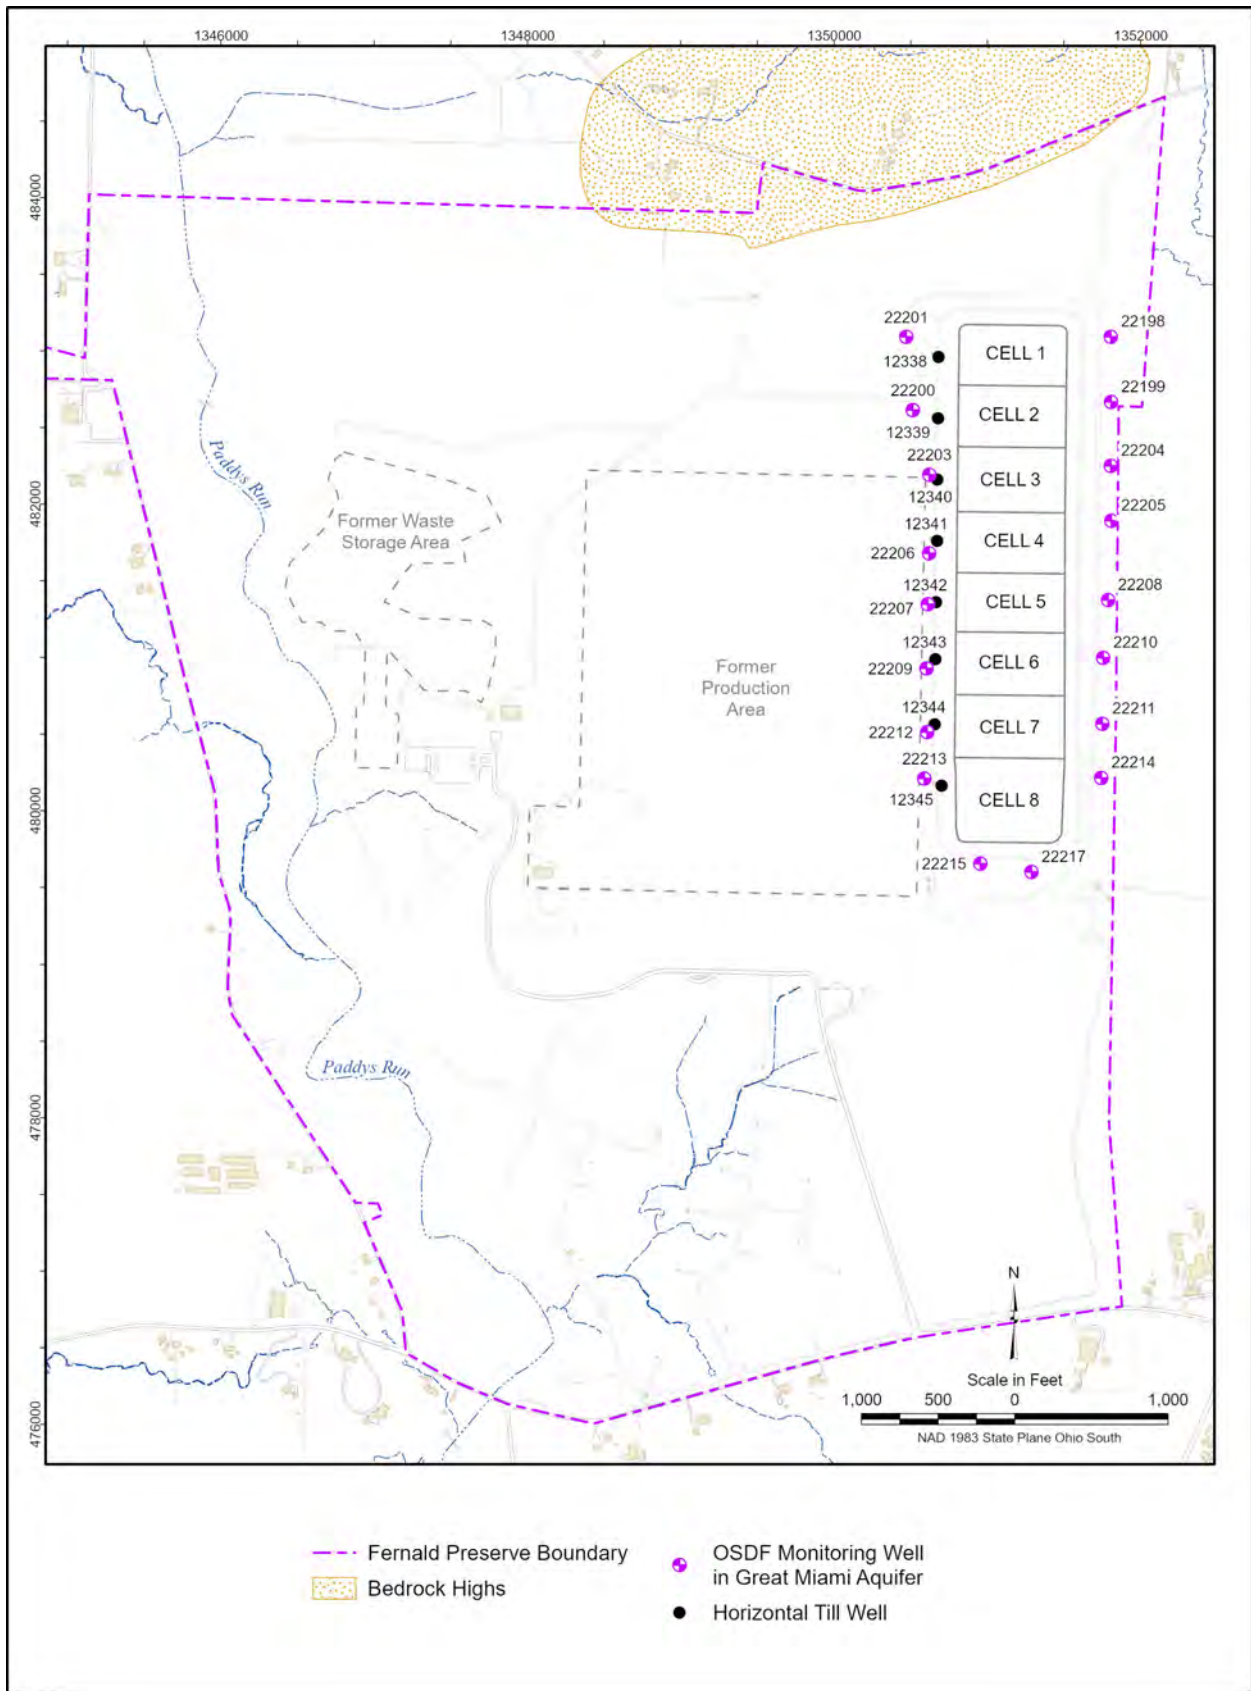 1346000
1348000
1350000
1352000
484000
482000
480000
478000
476000
22201
12338
CELL 1
22198
22200
12339
CELL 2
22199
22203
12340
CELL 3
22204
12341
22206
CELL 4
22205
12342
22207
CELL 5
22208
12343
22209
CELL 6
22210
12344
22212
CELL 7
22211
22213
12345
CELL 8
22214
22215
22217
Paddys Run
Former Waste
Storage Area
Former
Production
Area
Paddys Run
N
Scale in Feet
1,000
500
0
1,000
NAD 1983 State Plane Ohio South
Fernald Preserve Boundary
Bedrock Highs
OSDF Monitoring Well
in Great Miami Aquifer
Horizontal Till Well